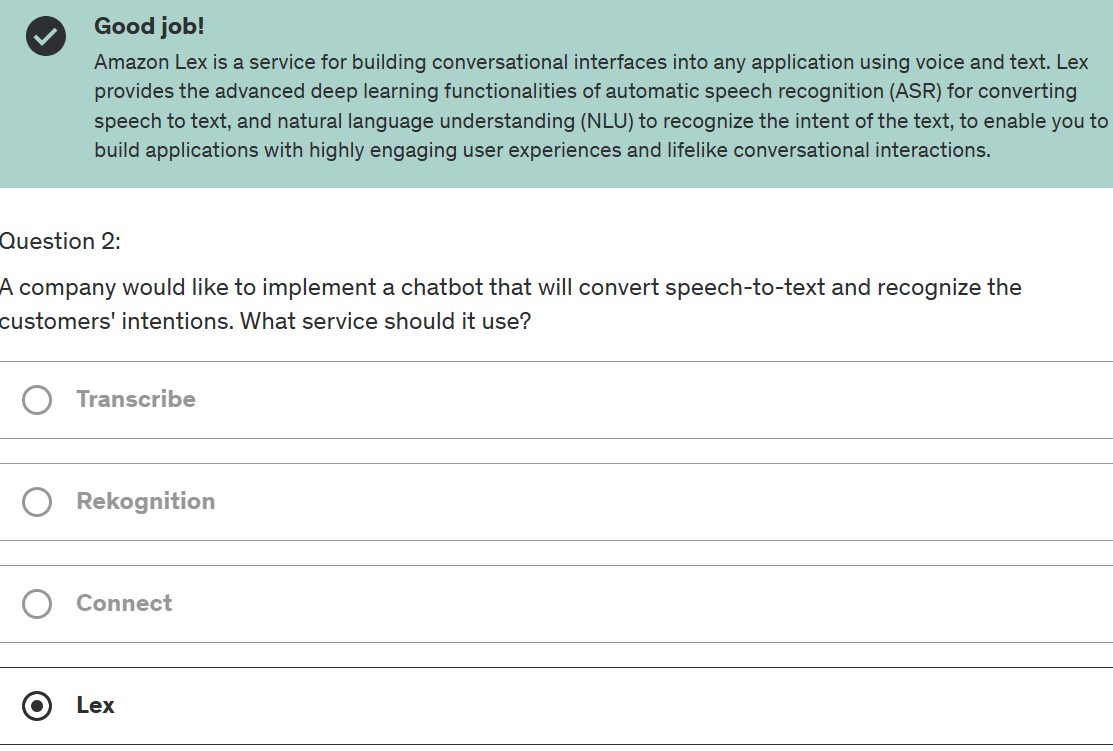 Good job!
Amazon Lex is a service for building conversational interfaces into any application using voice and text. Lex
provides the advanced deep learning functionalities of automatic speech recognition (ASR) for converting
speech to text, and natural language understanding (NLU) to recognize the intent of the text, to enable you to
build applications with highly engaging user experiences and lifelike conversational interactions.
Question 2:
A company would like to implement a chatbot that will convert speech-to-text and recognize the
customers' intentions. What service should it use?
Transcribe
Rekognition
Connect
Lex